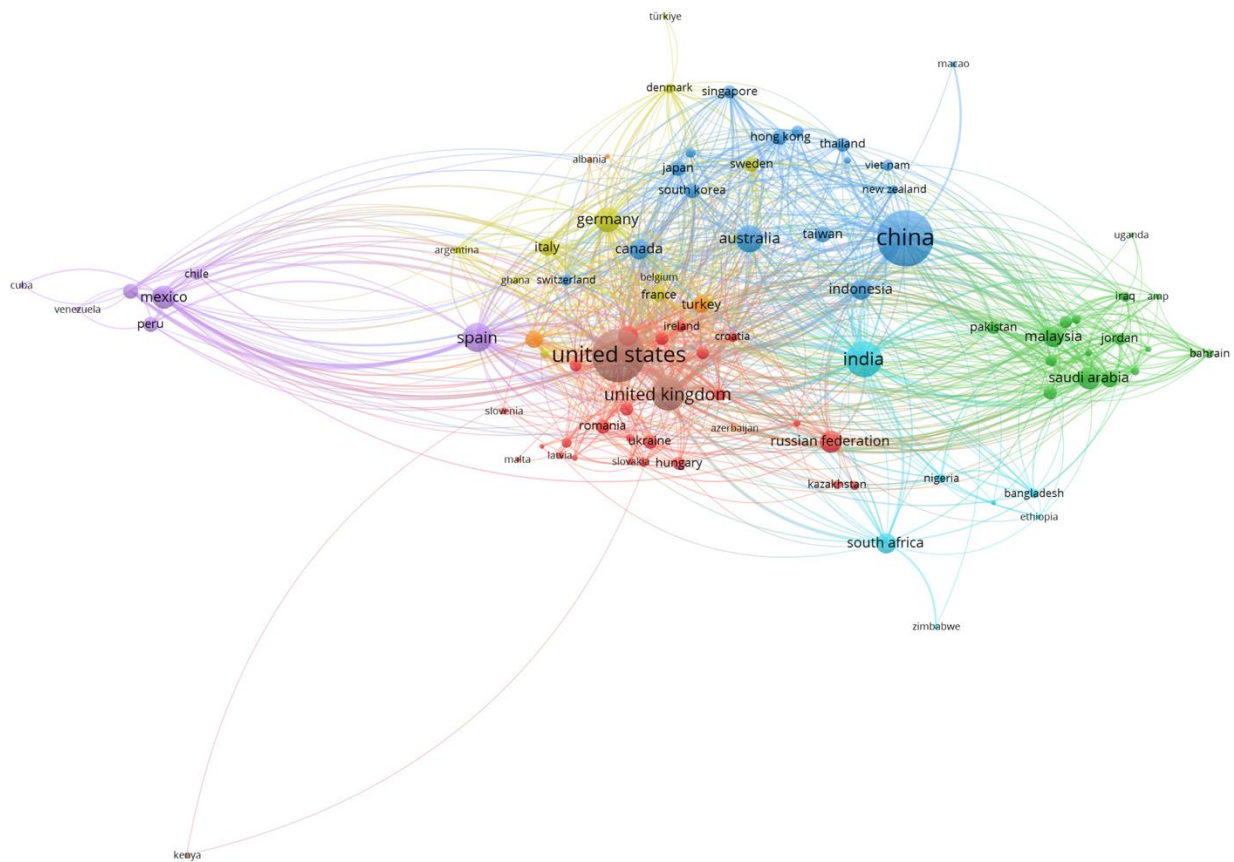 türkiye
macao
denmark
singapore
hong kong
thailand
albania
japan
sweden
viet nam
south korea
new zealand
germany
australia
taiwan
china
uganda
argentina
italy
canada
chile
ghana
switzerland
belgium
cuba
mexico
france
indonesia
iraq
amp
venezuela
peru
turkey
spain
ireland
croatia
pakistan
malaysia
jordan
united states
india
bahrain
saudi arabia
united kingdom
slovenia
romania
azerbaijan
ukraine
russian federation
malta
latvia
slovakia
hungary
kazakhstan
nigeria
bangladesh
ethiopia
south africa
zimbabwe
kenya